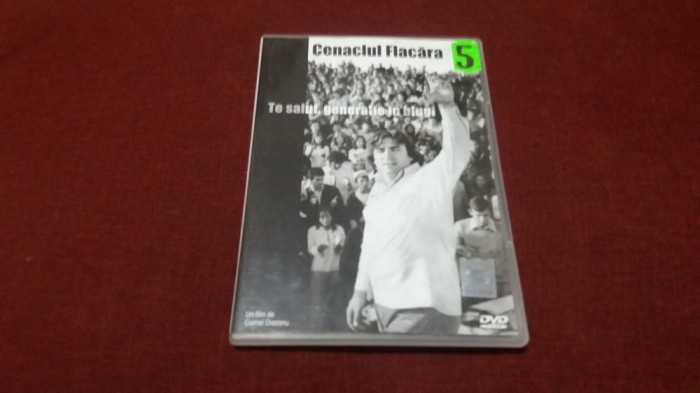 Cenaclul Flacăra
5
Te salut, generație în blugi
Un film de
Cornel Diaconu
DVD